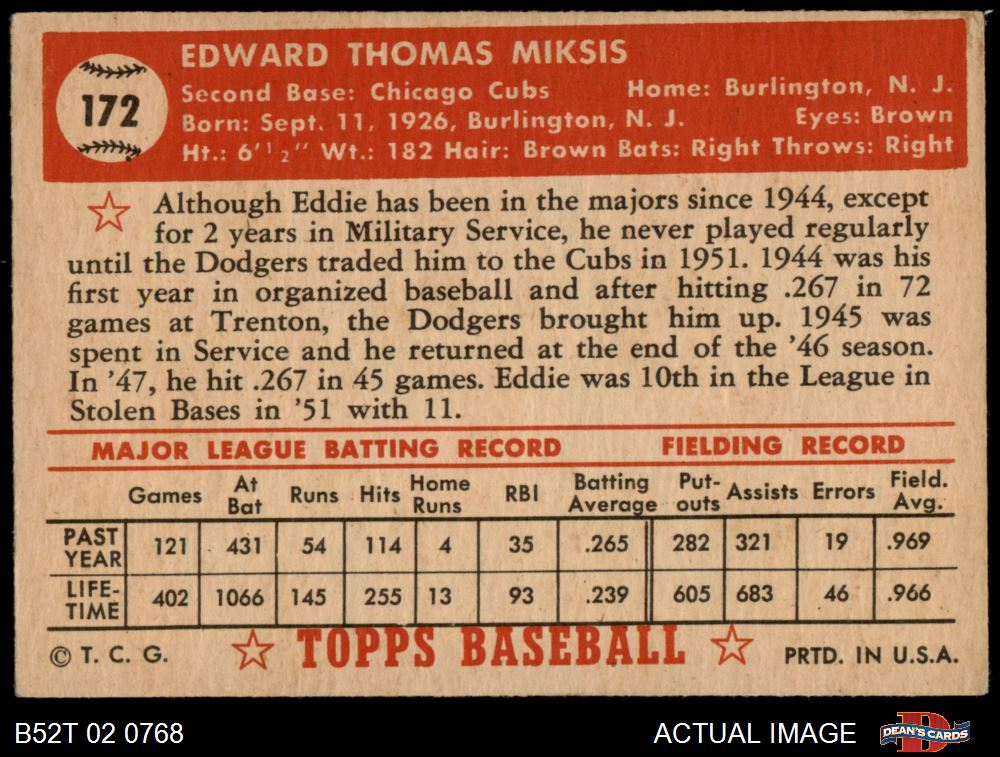 172
EDWARD THOMAS MIKSIS
Second Base: Chicago Cubs Home: Burlington, N. J.
Born: Sept. 11, 1926, Burlington, N. J. Eyes: Brown
Ht.: 6'1/2" Wt.: 182 Hair: Brown Bats: Right Throws: Right
Although Eddie has been in the majors since 1944, except
for 2 years in Military Service, he never played regularly
until the Dodgers traded him to the Cubs in 1951. 1944 was his
first year in organized baseball and after hitting .267 in 72
games at Trenton, the Dodgers brought him up. 1945 was
spent in Service and he returned at the end of the '46 season.
In '47, he hit .267 in 45 games. Eddie was 10th in the League in
Stolen Bases in '51 with 11.
MAJOR LEAGUE BATTING RECORD FIELDING RECORD
Games At Bat Runs Hits Home Runs RBI Batting Average Put-outs Assists Errors Field. Avg.
PAST YEAR 121 431 54 114 4 35 .265 282 321 19 .969
LIFE-TIME 402 1066 145 255 13 93 .239 605 683 46 .966
© T. C. G. TOPPS BASEBALL PRTD. IN U.S.A.
B52T 02 0768 ACTUAL IMAGE DEAN'S CARDS